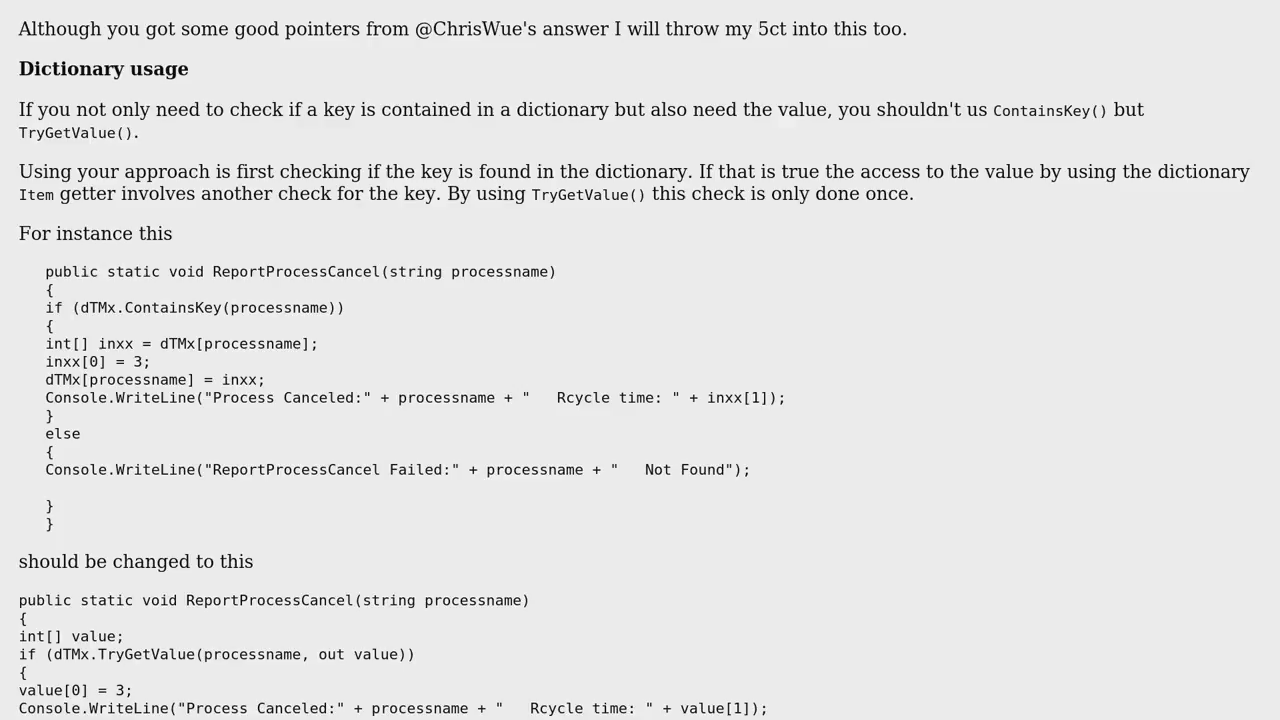 Although you got some good pointers from @ChrisWue's answer I will throw my 5ct into this too.
Dictionary usage
If you not only need to check if a key is contained in a dictionary but also need the value, you shouldn't us ContainsKey() but
TryGetValue().
Using your approach is first checking if the key is found in the dictionary. If that is true the access to the value by using the dictionary
Item getter involves another check for the key. By using TryGetValue() this check is only done once.
For instance this
public static void ReportProcessCancel(string processname)
{
if (dTMx.ContainsKey(processname))
{
int[] inxx = dTMx[processname];
inxx[0] = 3;
dTMx[processname] = inxx;
Console.WriteLine("Process Canceled:" + processname + "   Rcycle time: " + inxx[1]);
}
else
{
Console.WriteLine("ReportProcessCancel Failed:" + processname + "   Not Found");
}
}
should be changed to this
public static void ReportProcessCancel(string processname)
{
int[] value;
if (dTMx.TryGetValue(processname, out value))
{
value[0] = 3;
Console.WriteLine("Process Canceled:" + processname + "   Rcycle time: " + value[1]);